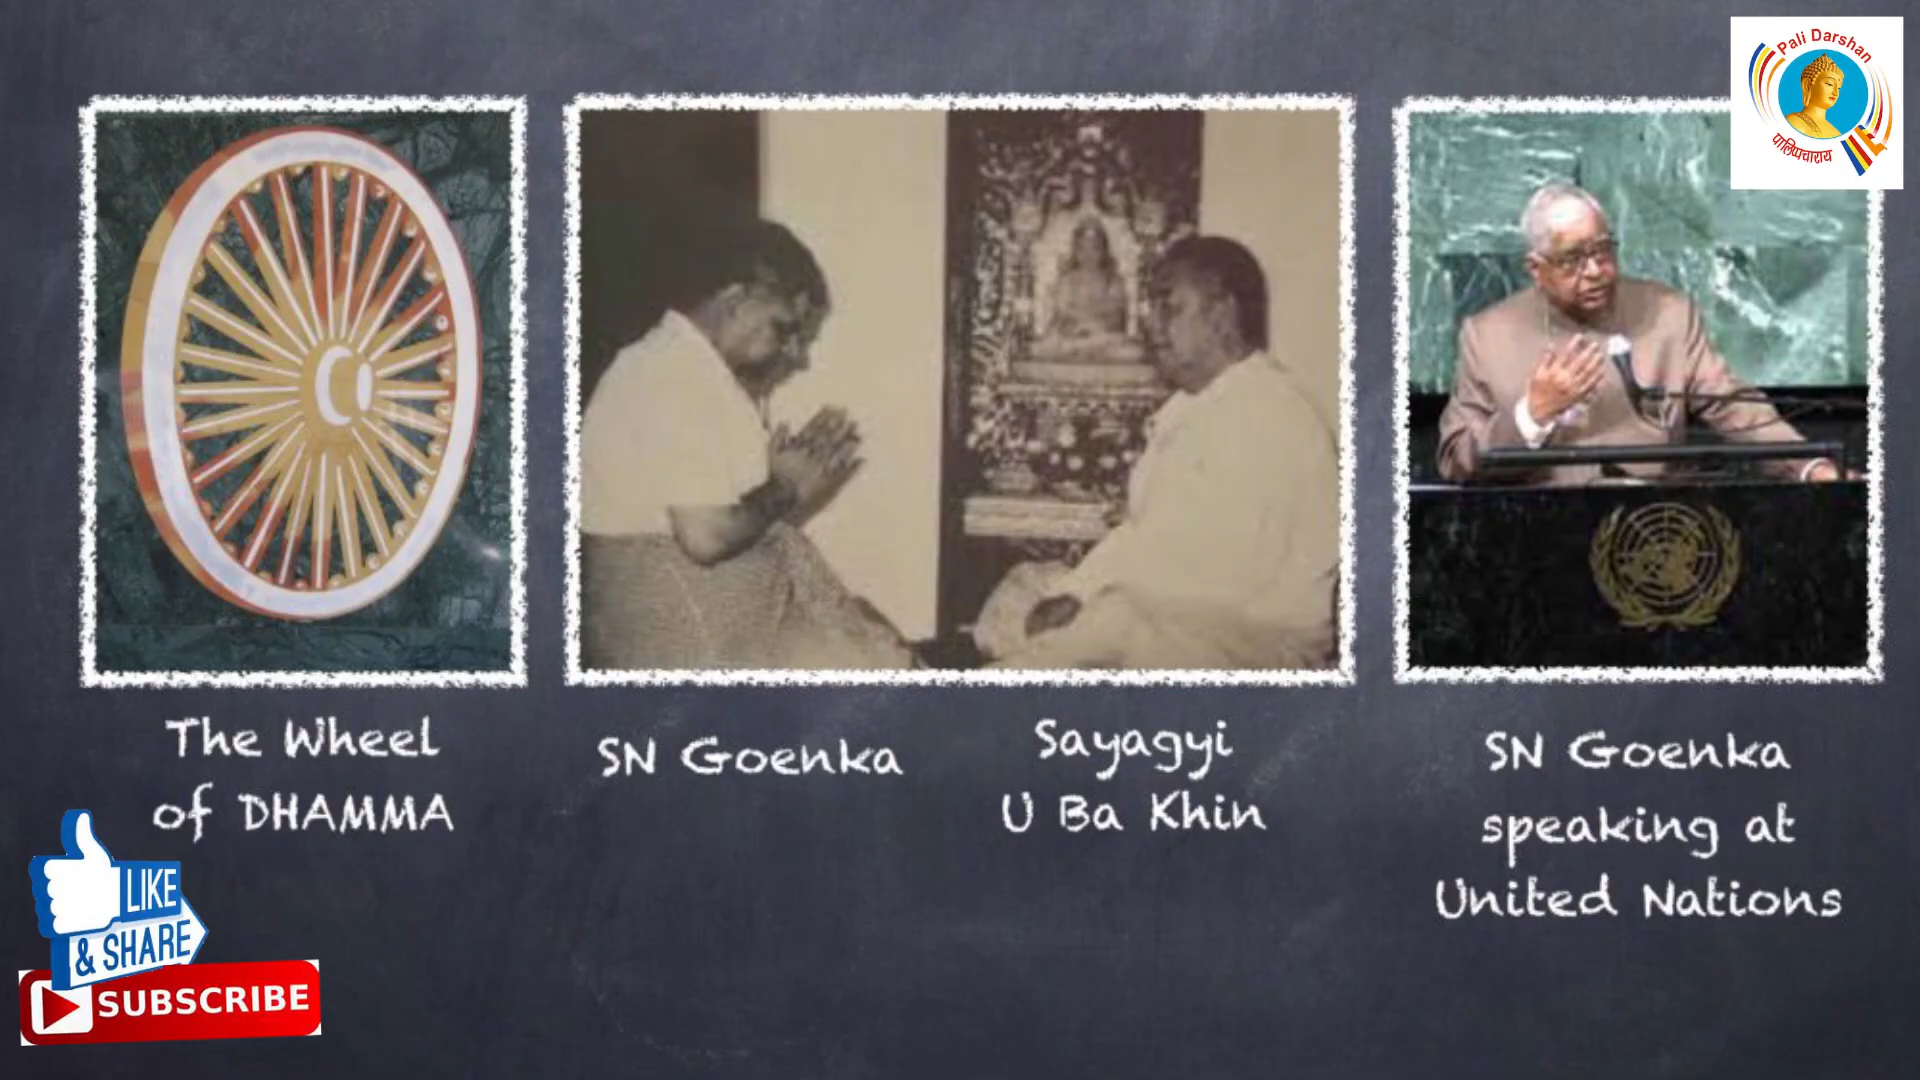 Pali Darshan
पालिप्पचाराय
The Wheel
of DHAMMA
SN Goenka
Sayagyi
U Ba Khin
SN Goenka
speaking at
United Nations
LIKE
& SHARE
SUBSCRIBE